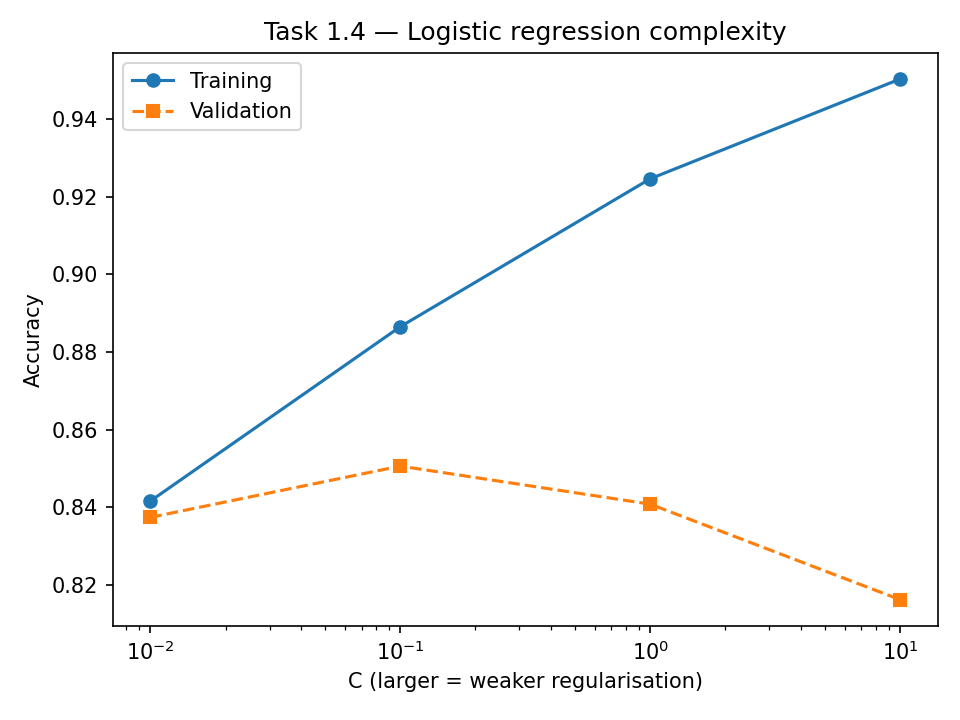 Task 1.4 — Logistic regression complexity
Training
Validation
Accuracy
0.94
0.92
0.90
0.88
0.86
0.84
0.82
10⁻² 10⁻¹ 10⁰ 10¹
C (larger = weaker regularisation)